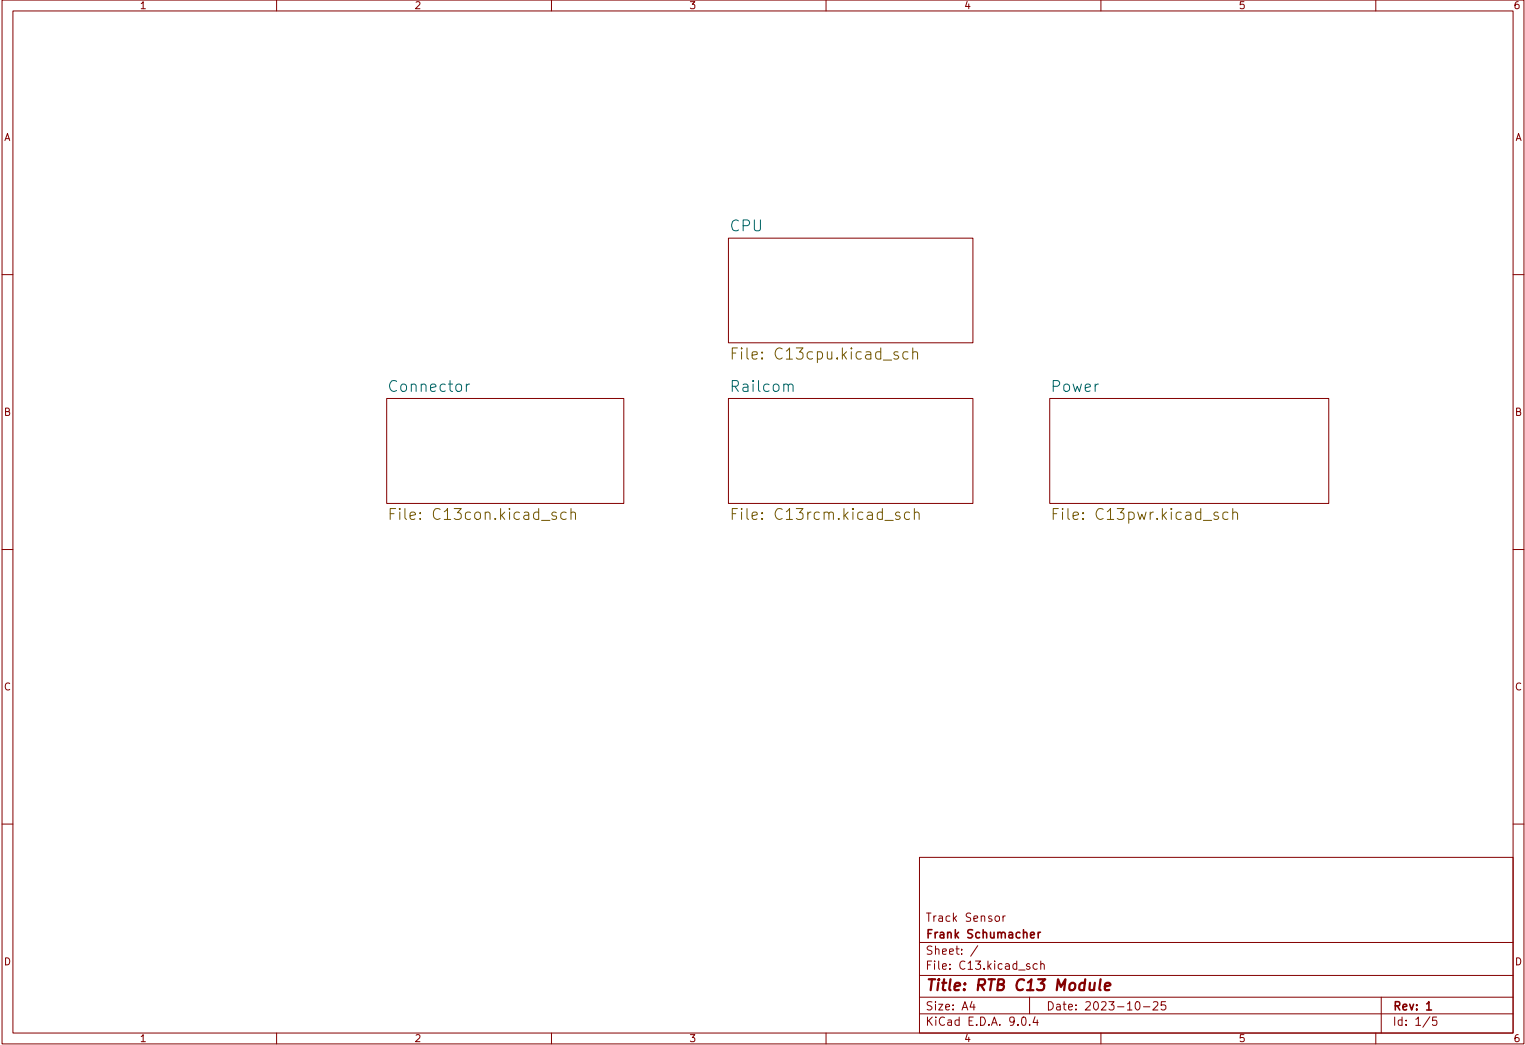 1 2 3 4 5 6
A A
CPU
File: C13cpu.kicad_sch
Connector Railcom Power
B B
File: C13con.kicad_sch File: C13rcm.kicad_sch File: C13pwr.kicad_sch
C C
Track Sensor
Frank Schumacher
Sheet: /
D D
File: C13.kicad_sch
Title: RTB C13 Module
Size: A4 Date: 2023-10-25 Rev: 1
KiCad E.D.A. 9.0.4 Id: 1/5
1 2 3 4 5 6